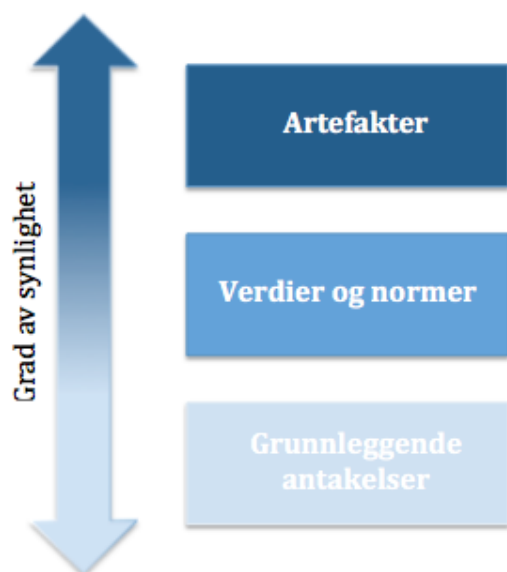 Grad av synlighet
Artefakter
Verdier og normer
Grunnleggende
antakelser